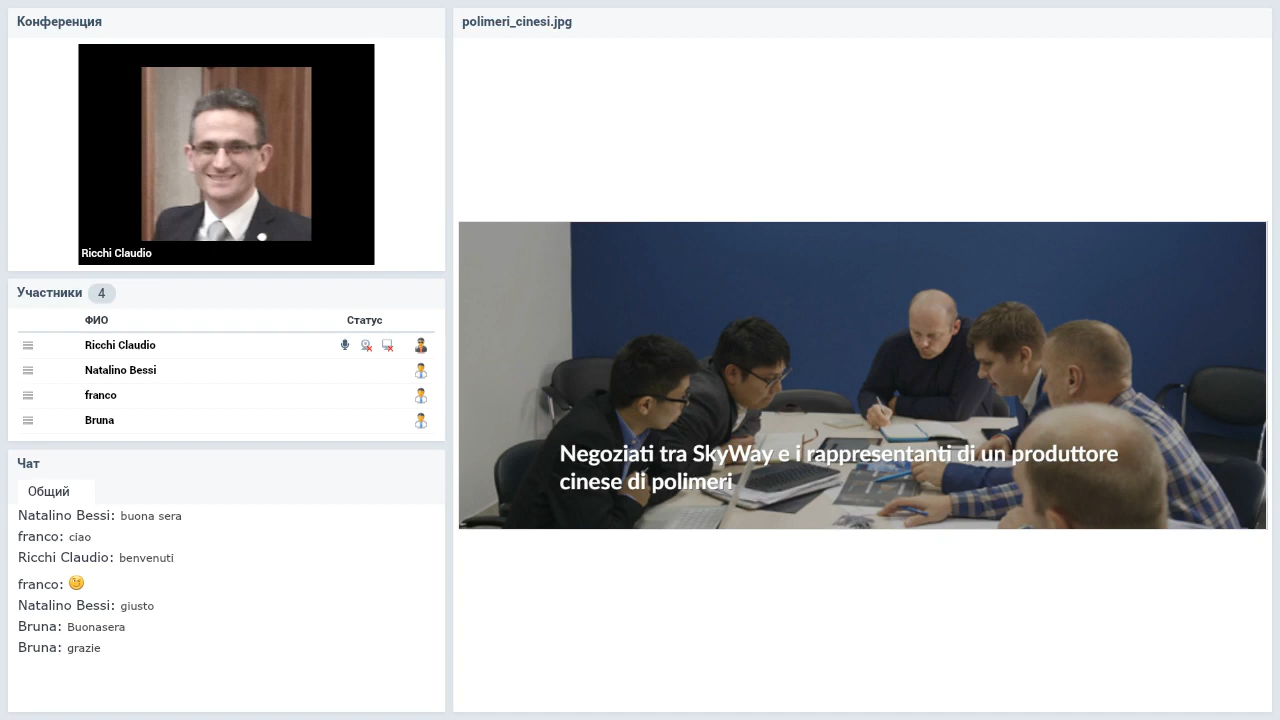 Конференция
Ricchi Claudio
Участники 4
ФИО Статус
Ricchi Claudio
Natalino Bessi
franco
Bruna
Чат
Общий
Natalino Bessi: buona sera
franco: ciao
Ricchi Claudio: benvenuti
franco:
Natalino Bessi: giusto
Bruna: Buonasera
Bruna: grazie
polimeri_cinesi.jpg
Negoziati tra SkyWay e i rappresentanti di un produttore
cinese di polimeri